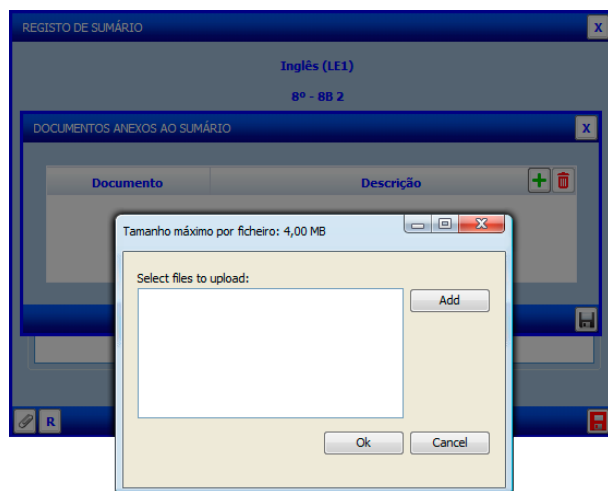 REGISTO DE SUMÁRIO X
Inglês (LE1)
8º - 8B 2
DOCUMENTOS ANEXOS AO SUMÁRIO X
Documento Descrição
Tamanho máximo por ficheiro: 4,00 MB
Select files to upload:
Add
Ok Cancel
R